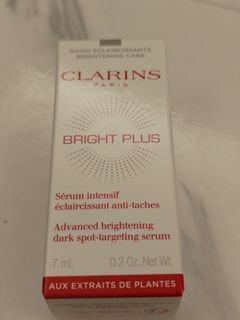 SOINS ÉCLAIRCISSANTS
BRIGHTENING CARE
CLARINS
PARIS
BRIGHT PLUS
Sérum intensif
éclaircissant anti-taches
Advanced brightening
dark spot-targeting serum
7 mL 0.2 Oz. Net Wt.
AUX EXTRAITS DE PLANTES